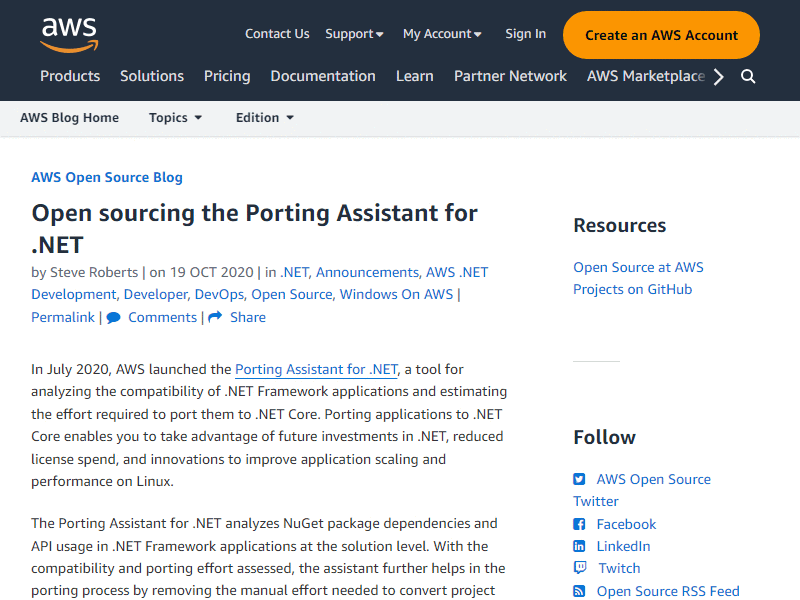 aws
Contact Us Support My Account Sign In Create an AWS Account
Products Solutions Pricing Documentation Learn Partner Network AWS Marketplace
AWS Blog Home Topics Edition
AWS Open Source Blog
Open sourcing the Porting Assistant for
.NET
by Steve Roberts | on 19 OCT 2020 | in .NET, Announcements, AWS .NET
Development, Developer, DevOps, Open Source, Windows On AWS |
Permalink | Comments | Share
In July 2020, AWS launched the Porting Assistant for .NET, a tool for
analyzing the compatibility of .NET Framework applications and estimating
the effort required to port them to .NET Core. Porting applications to .NET
Core enables you to take advantage of future investments in .NET, reduced
license spend, and innovations to improve application scaling and
performance on Linux.
The Porting Assistant for .NET analyzes NuGet package dependencies and
API usage in .NET Framework applications at the solution level. With the
compatibility and porting effort assessed, the assistant further helps in the
porting process by removing the manual effort needed to convert project
Resources
Open Source at AWS
Projects on GitHub
Follow
AWS Open Source
Twitter
Facebook
LinkedIn
Twitch
Open Source RSS Feed